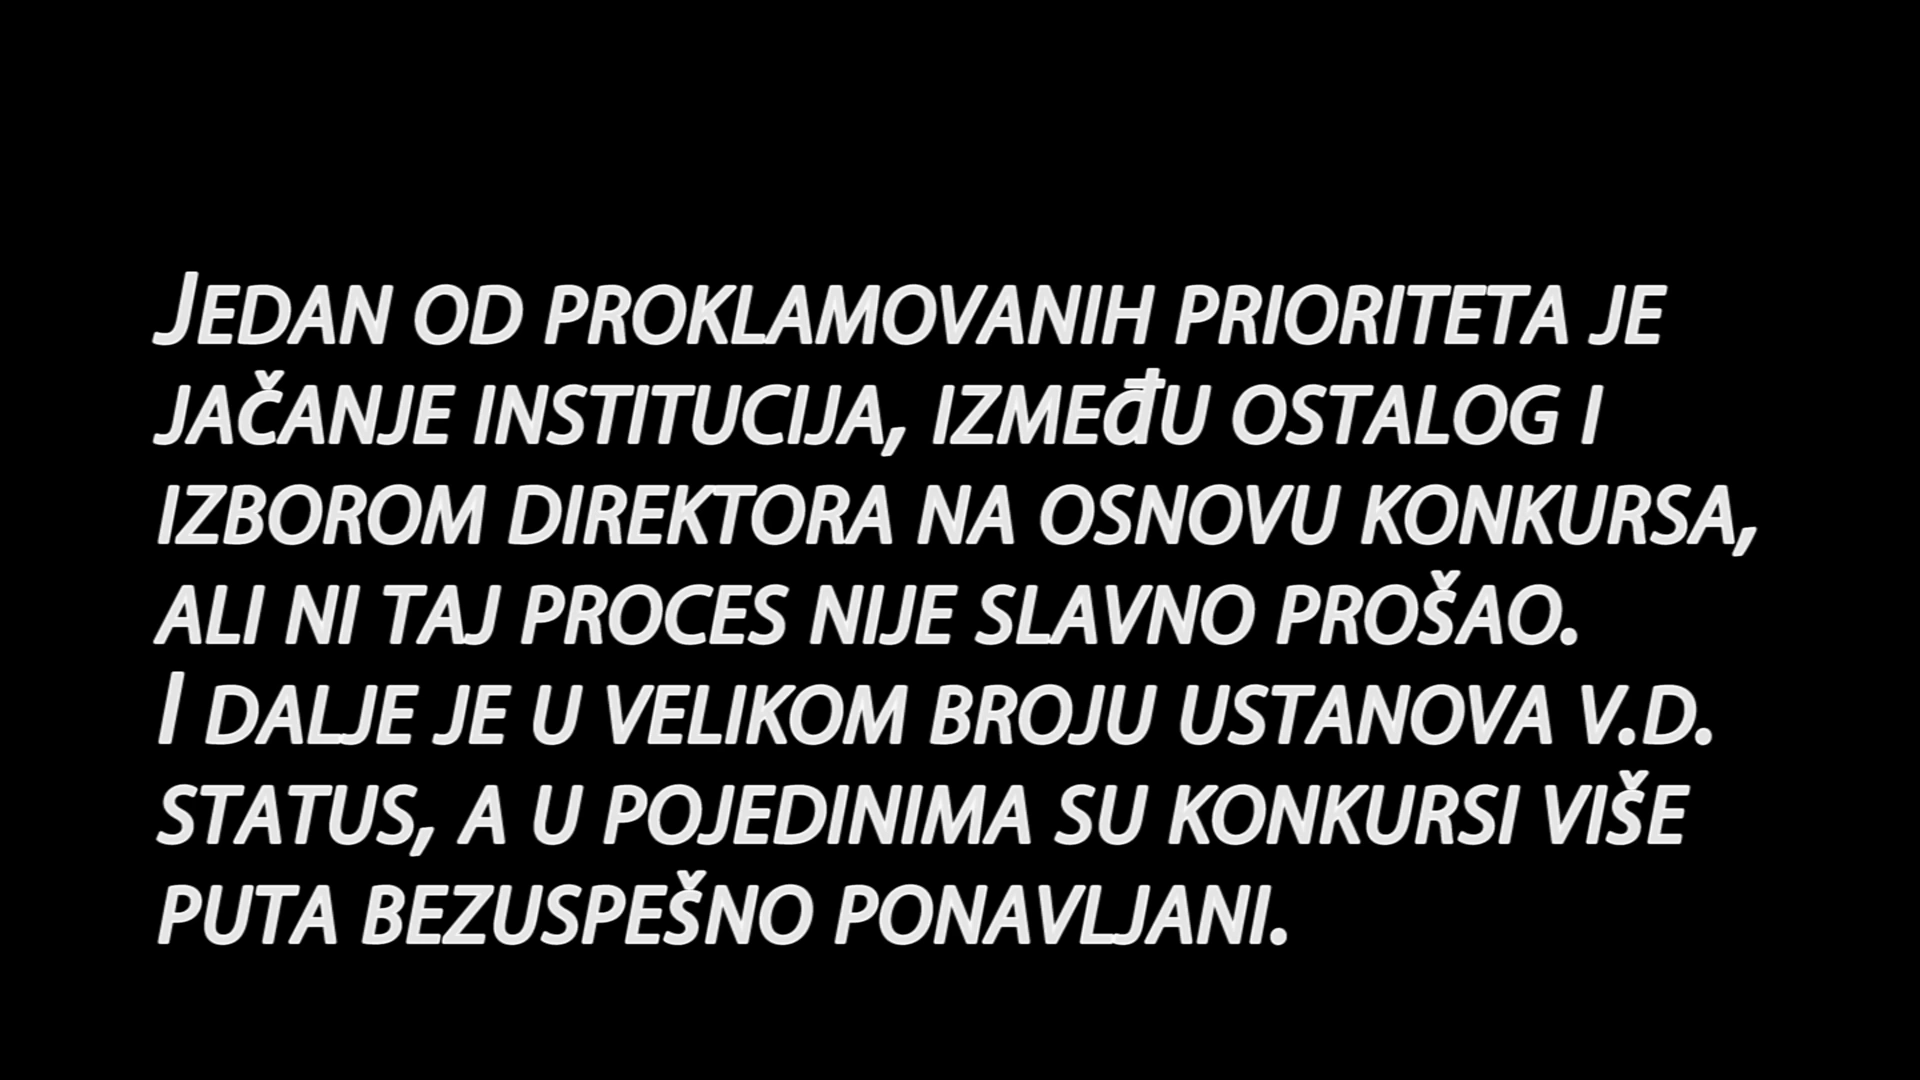 JEDAN OD PROKLAMOVANIH PRIORITETA JE
JAČANJE INSTITUCIJA, IZMEđU OSTALOG I
IZBOROM DIREKTORA NA OSNOVU KONKURSA,
ALI NI TAJ PROCES NIJE SLAVNO PROŠAO.
I DALJE JE U VELIKOM BROJU USTANOVA V.D.
STATUS, A U POJEDINIMA SU KONKURSI VIŠE
PUTA BEZUSPEŠNO PONAVLJANI.